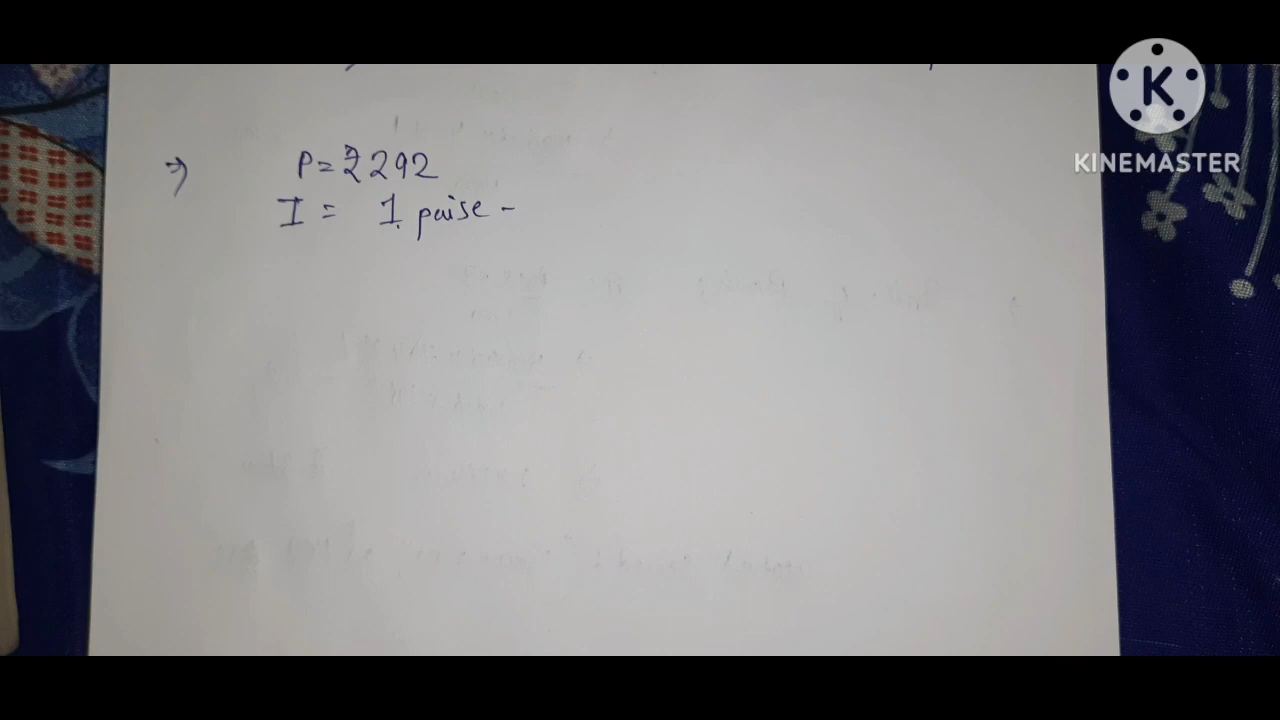 ⇒ P = ₹ 292
I = 1 paise -
KINEMASTER